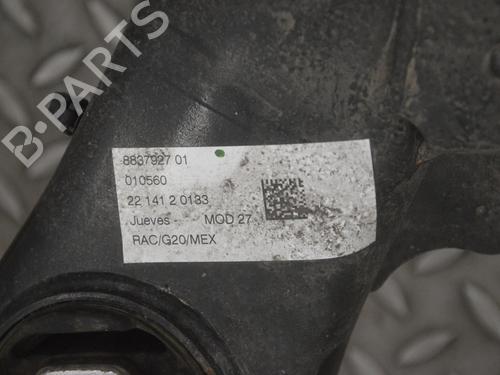 B-PARTS
8837927 01
010560
22 141 2 0133
Jueves - MOD 27
RAC/G20/MEX